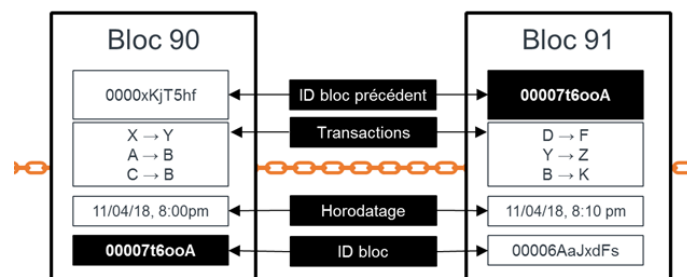 Bloc 90
Bloc 91
0000xKjT5hf
ID bloc précédent
00007t6ooA
X → Y
A → B
C → B
Transactions
D → F
Y → Z
B → K
11/04/18, 8:00pm
Horodatage
11/04/18, 8:10 pm
00007t6ooA
ID bloc
00006AaJxdFs